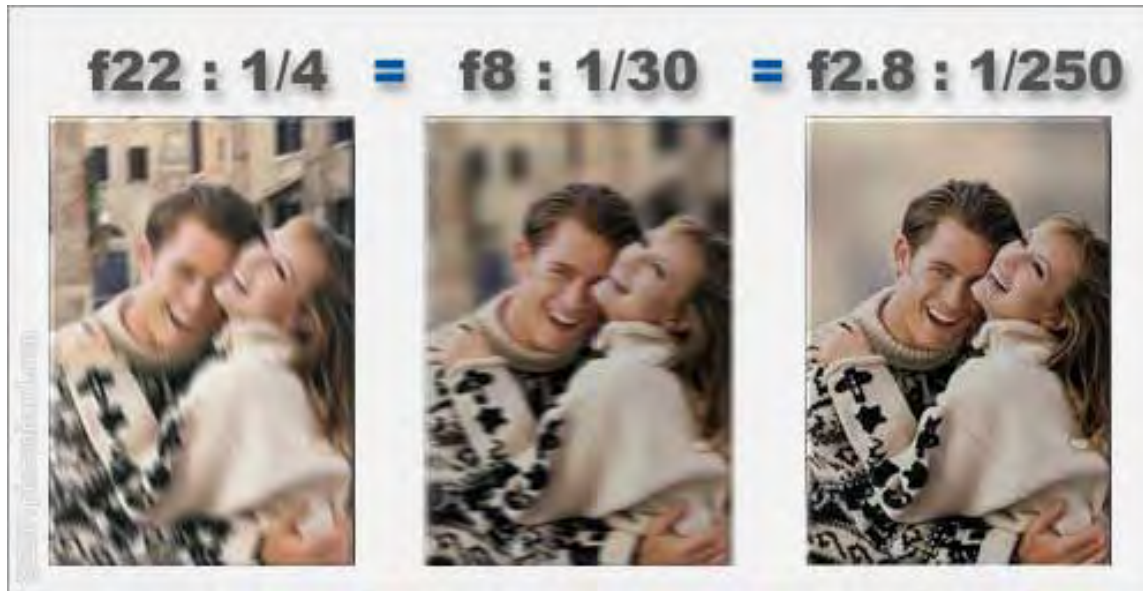 f22 : 1/4 = f8 : 1/30 = f2.8 : 1/250